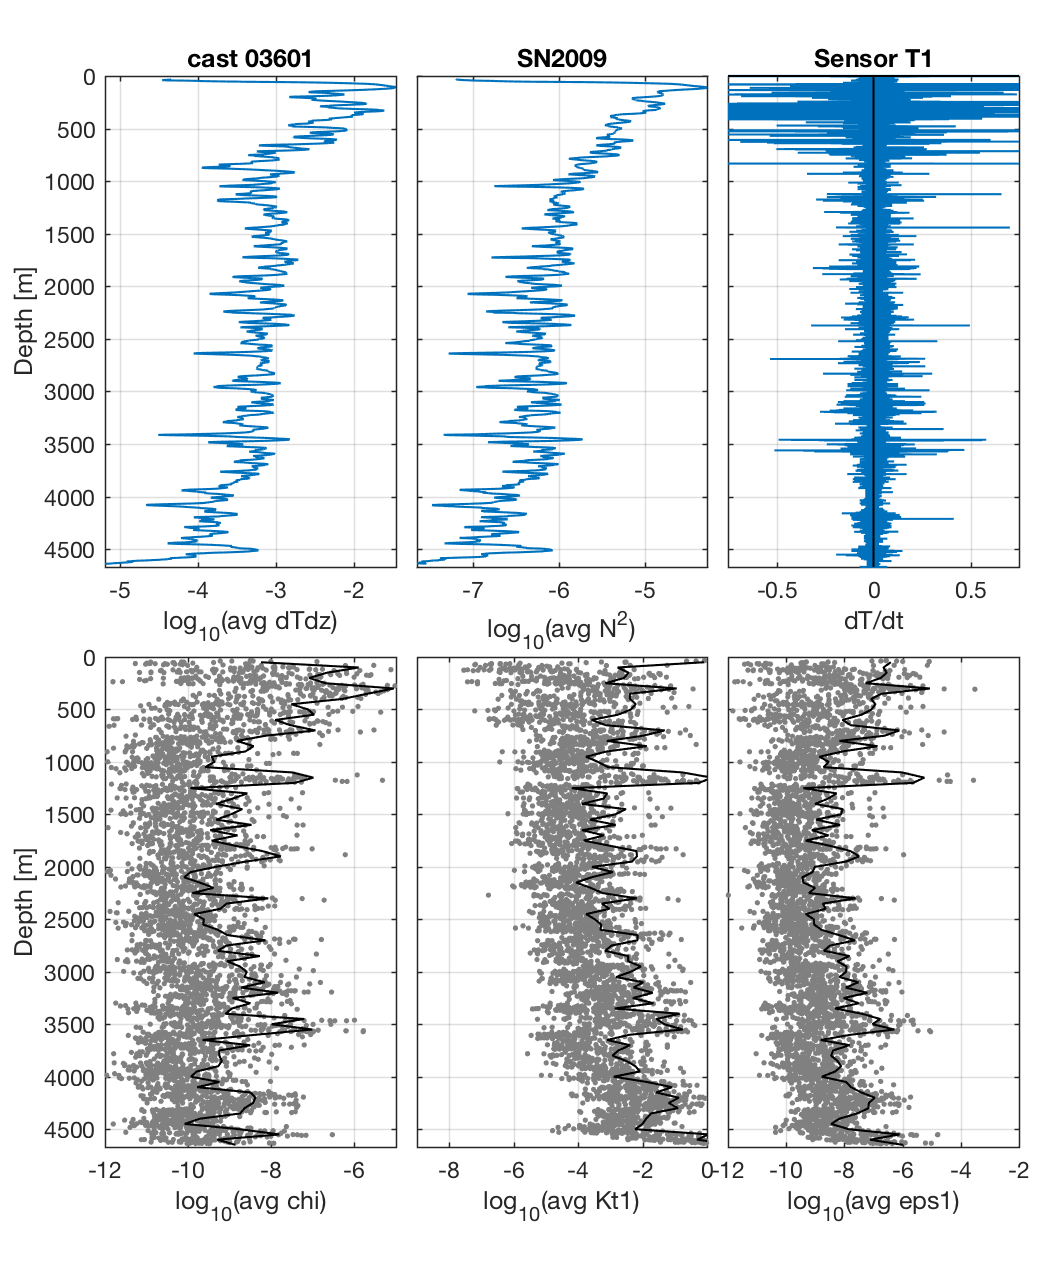 cast 03601
SN2009
Sensor T1
0
500
1000
1500
2000
2500
3000
3500
4000
4500
Depth [m]
-5 -4 -3 -2
-7 -6 -5
-0.5 0 0.5
log10(avg dTdz)
log10(avg N2)
dT/dt
0
500
1000
1500
2000
2500
3000
3500
4000
4500
Depth [m]
-12 -10 -8 -6
-8 -6 -4 -2 0
-12 -10 -8 -6 -4 -2
log10(avg chi)
log10(avg Kt1)
log10(avg eps1)